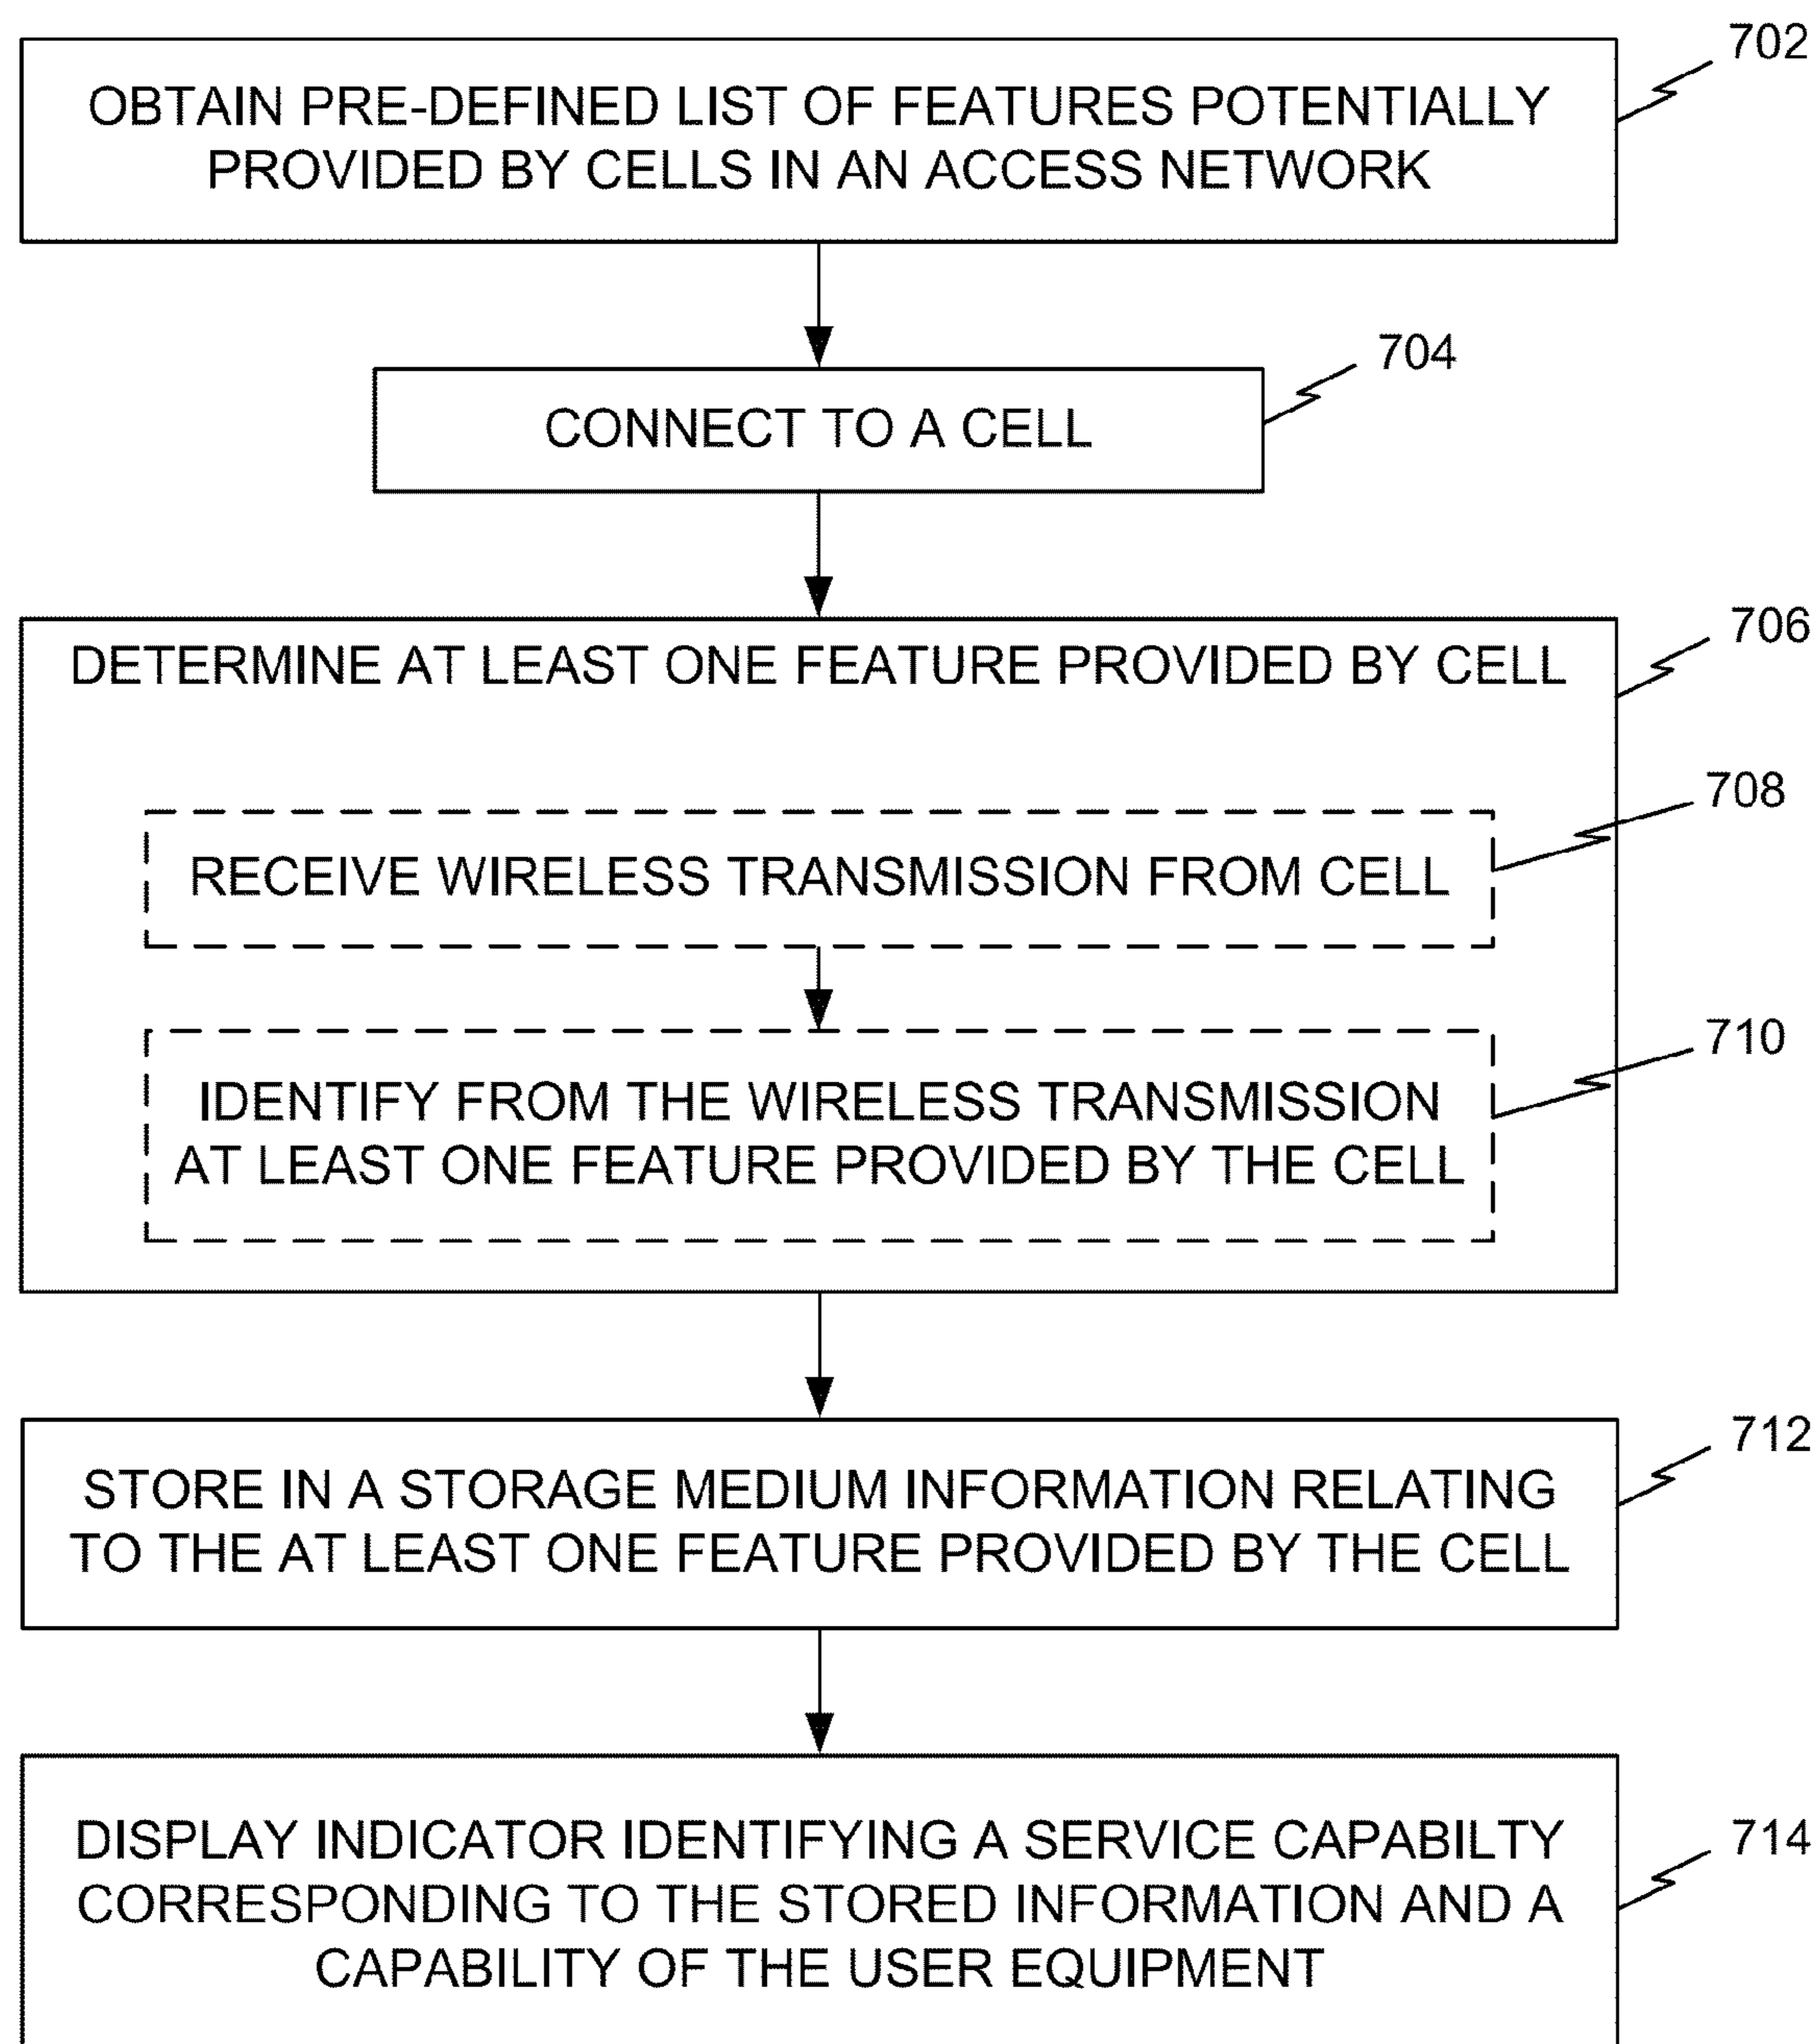 702
OBTAIN PRE-DEFINED LIST OF FEATURES POTENTIALLY
PROVIDED BY CELLS IN AN ACCESS NETWORK
704
CONNECT TO A CELL
706
DETERMINE AT LEAST ONE FEATURE PROVIDED BY CELL
708
RECEIVE WIRELESS TRANSMISSION FROM CELL
710
IDENTIFY FROM THE WIRELESS TRANSMISSION
AT LEAST ONE FEATURE PROVIDED BY THE CELL
712
STORE IN A STORAGE MEDIUM INFORMATION RELATING
TO THE AT LEAST ONE FEATURE PROVIDED BY THE CELL
714
DISPLAY INDICATOR IDENTIFYING A SERVICE CAPABILTY
CORRESPONDING TO THE STORED INFORMATION AND A
CAPABILITY OF THE USER EQUIPMENT